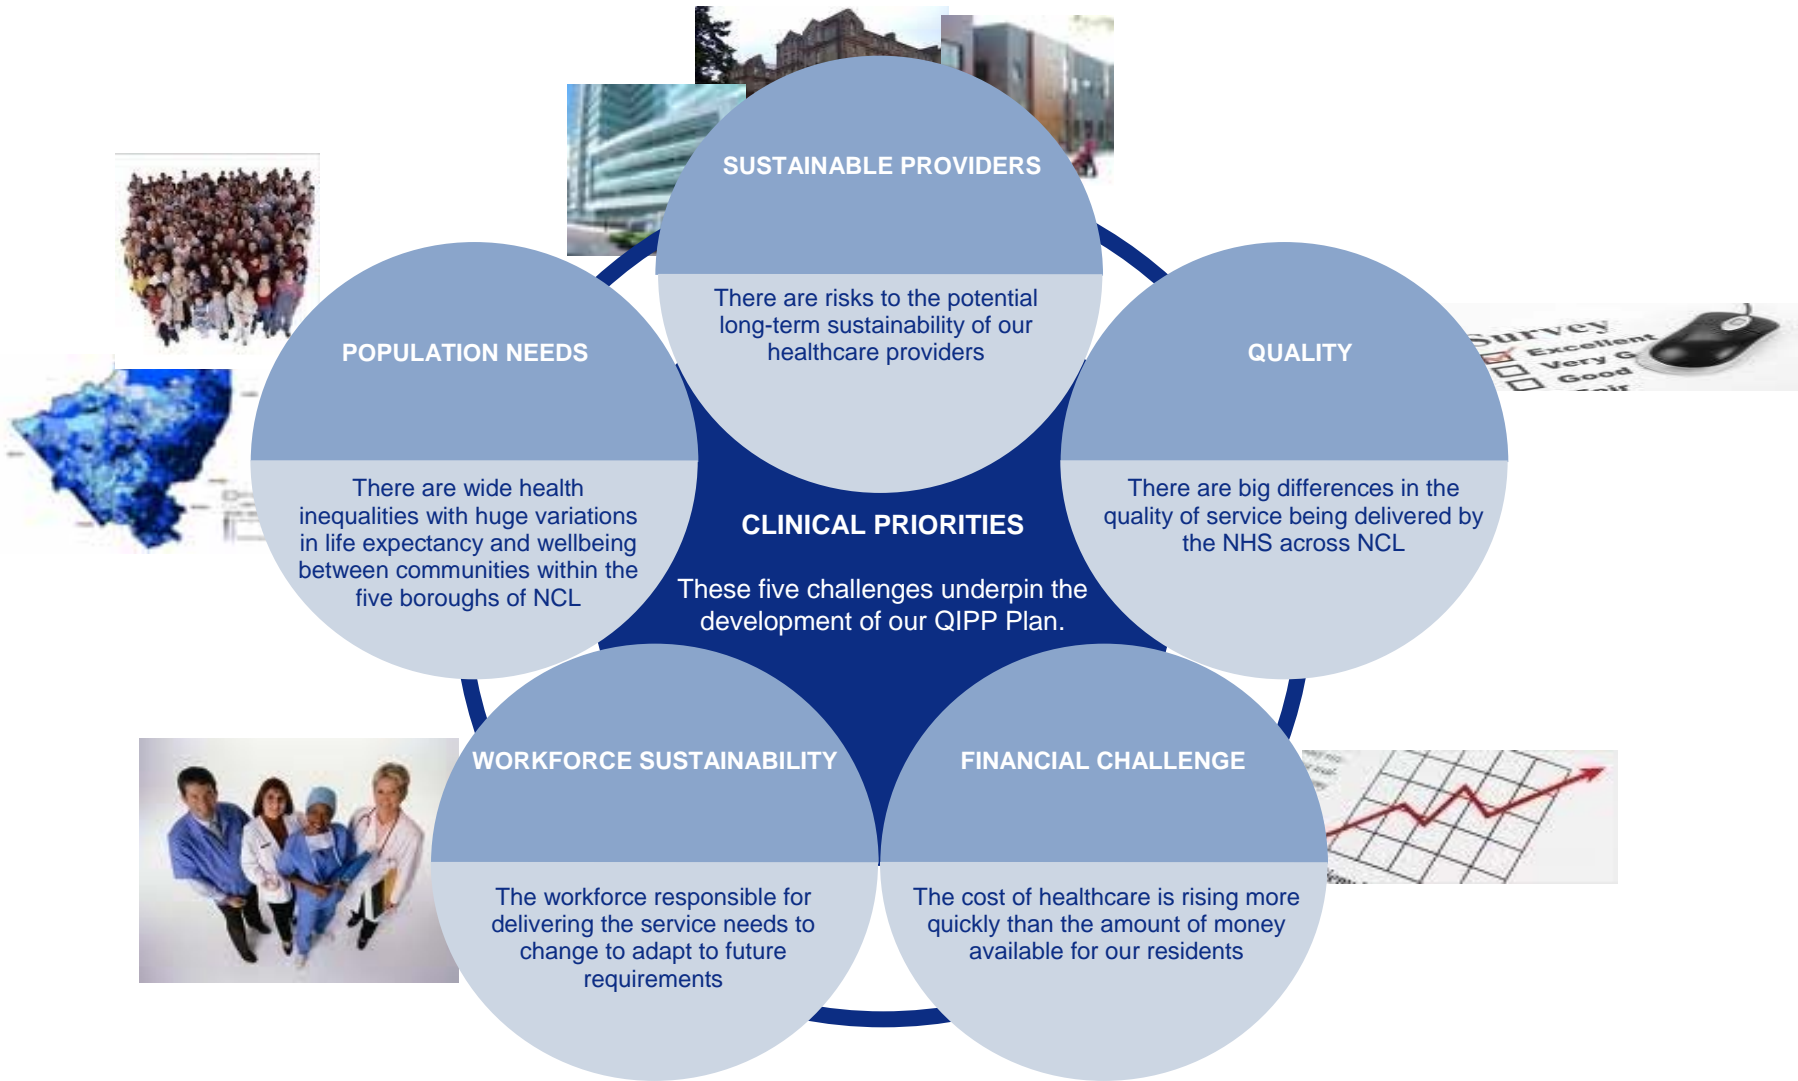 SUSTAINABLE PROVIDERS
There are risks to the potential
long-term sustainability of our
healthcare providers
POPULATION NEEDS
There are wide health
inequalities with huge variations
in life expectancy and wellbeing
between communities within the
five boroughs of NCL
QUALITY
There are big differences in the
quality of service being delivered by
the NHS across NCL
Survey
Excellent
Very G
Good
Fair
CLINICAL PRIORITIES
These five challenges underpin the
development of our QIPP Plan.
WORKFORCE SUSTAINABILITY
The workforce responsible for
delivering the service needs to
change to adapt to future
requirements
FINANCIAL CHALLENGE
The cost of healthcare is rising more
quickly than the amount of money
available for our residents